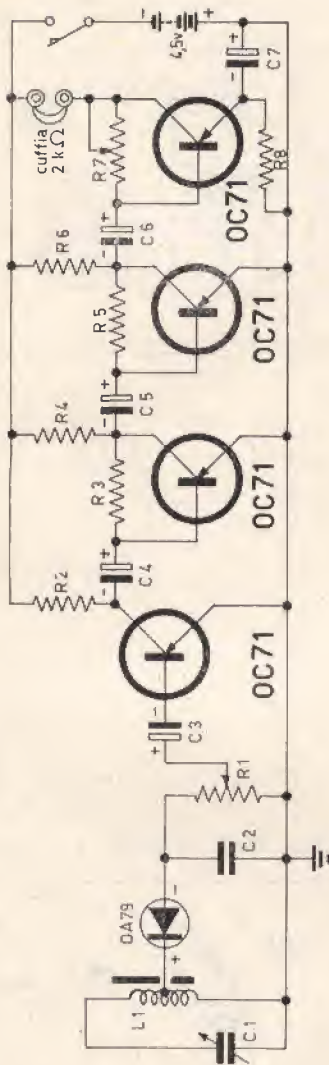 L1
C1
OA79
+
-
C2
R1
+
-
C3
OC71
R2
-
+
C4
R3
OC71
R4
-
+
C5
R5
OC71
R6
-
+
C6
R7
OC71
cuffia
2 kΩ
4,5v
-
+
+
-
C7
R8